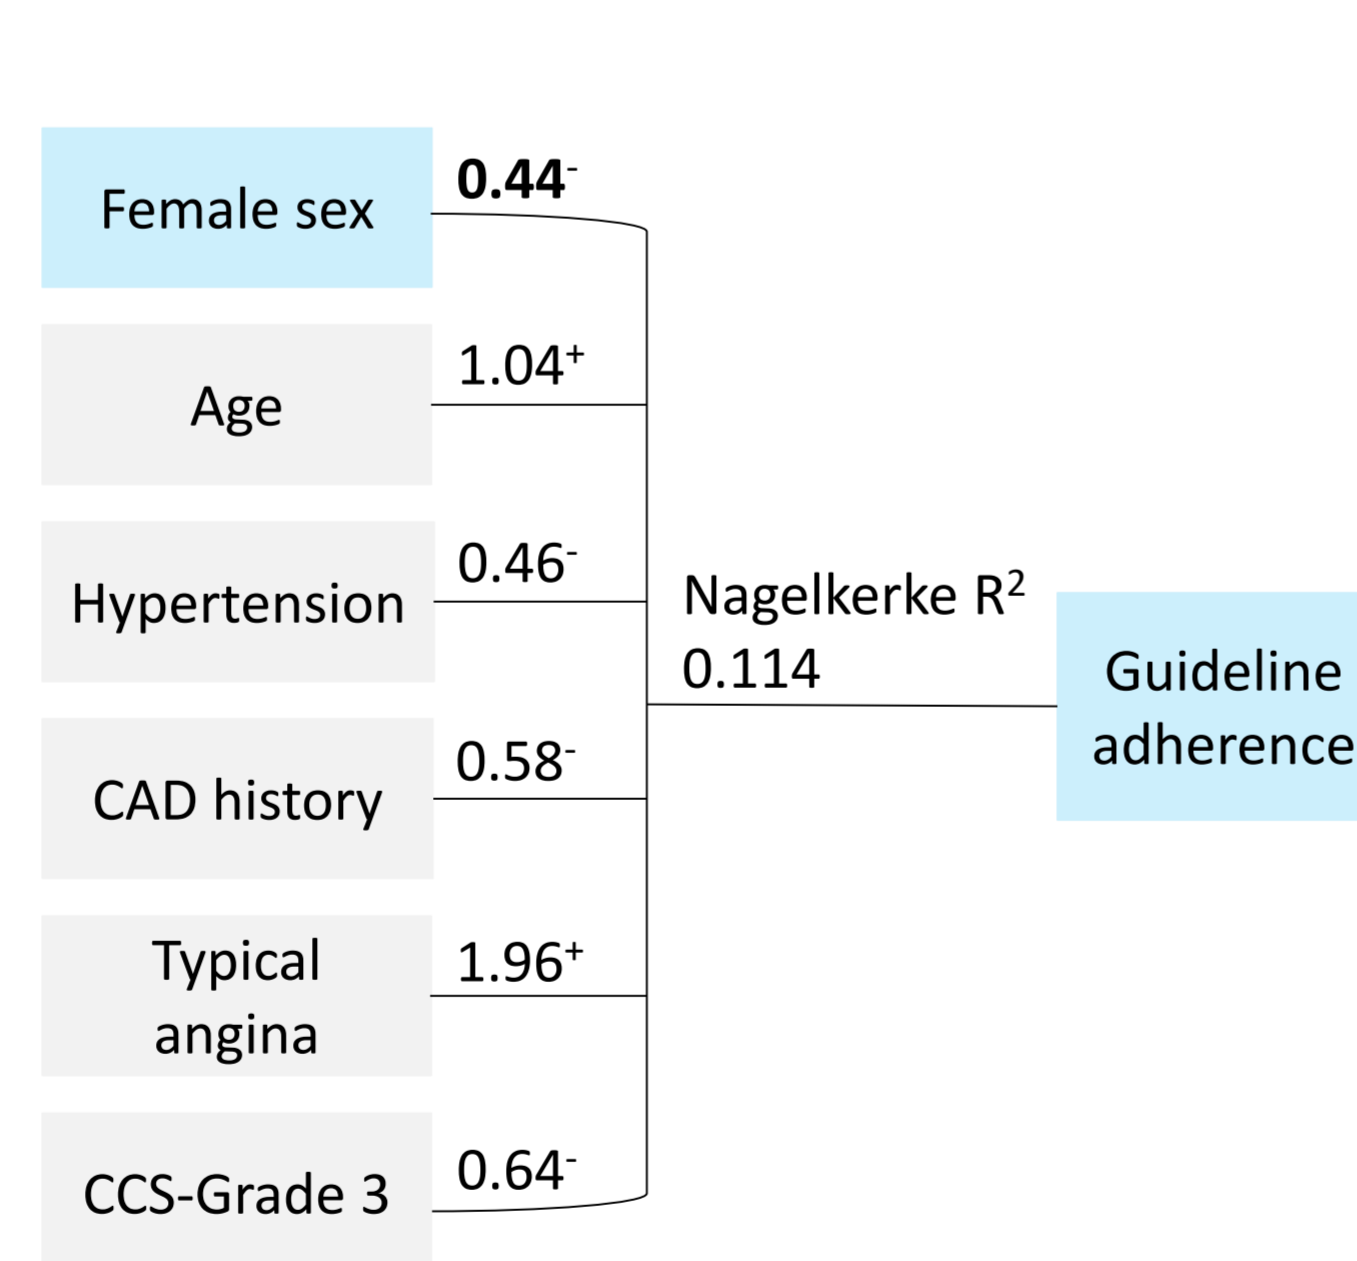 Female sex
0.44-
Age
1.04+
Hypertension
0.46-
CAD history
0.58-
Typical
angina
1.96+
CCS-Grade 3
0.64-
Nagelkerke R²
0.114
Guideline
adherence